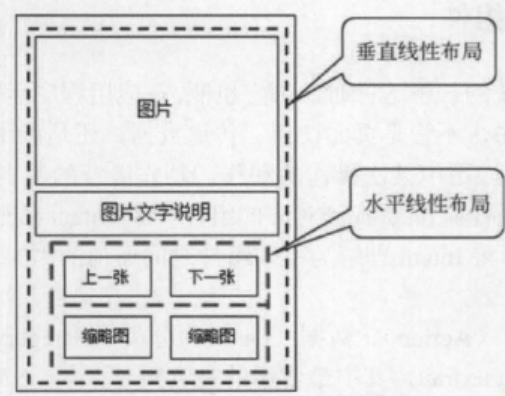 垂直线性布局
图片
水平线性布局
图片文字说明
上一张
下一张
缩略图
缩略图